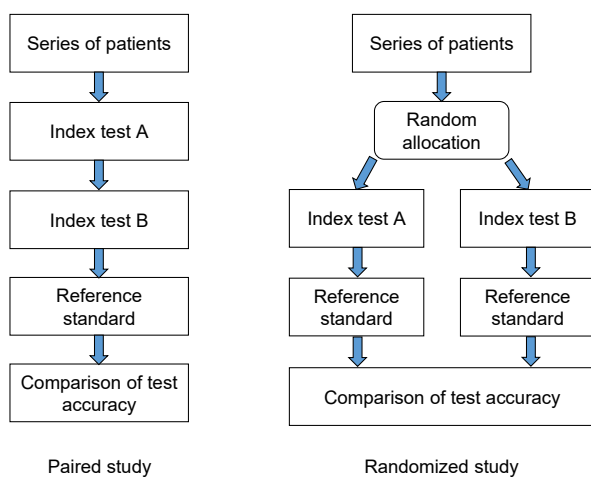 Series of patients
Index test A
Index test B
Reference
standard
Comparison of test
accuracy
Paired study
Series of patients
Random
allocation
Index test A
Index test B
Reference
standard
Reference
standard
Comparison of test accuracy
Randomized study